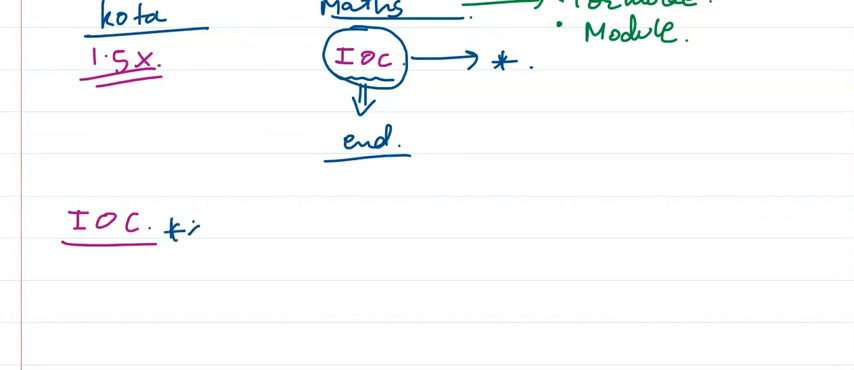 Maths
kota
Module.
1.5x.
IOC.
*.
end.
IOC. *